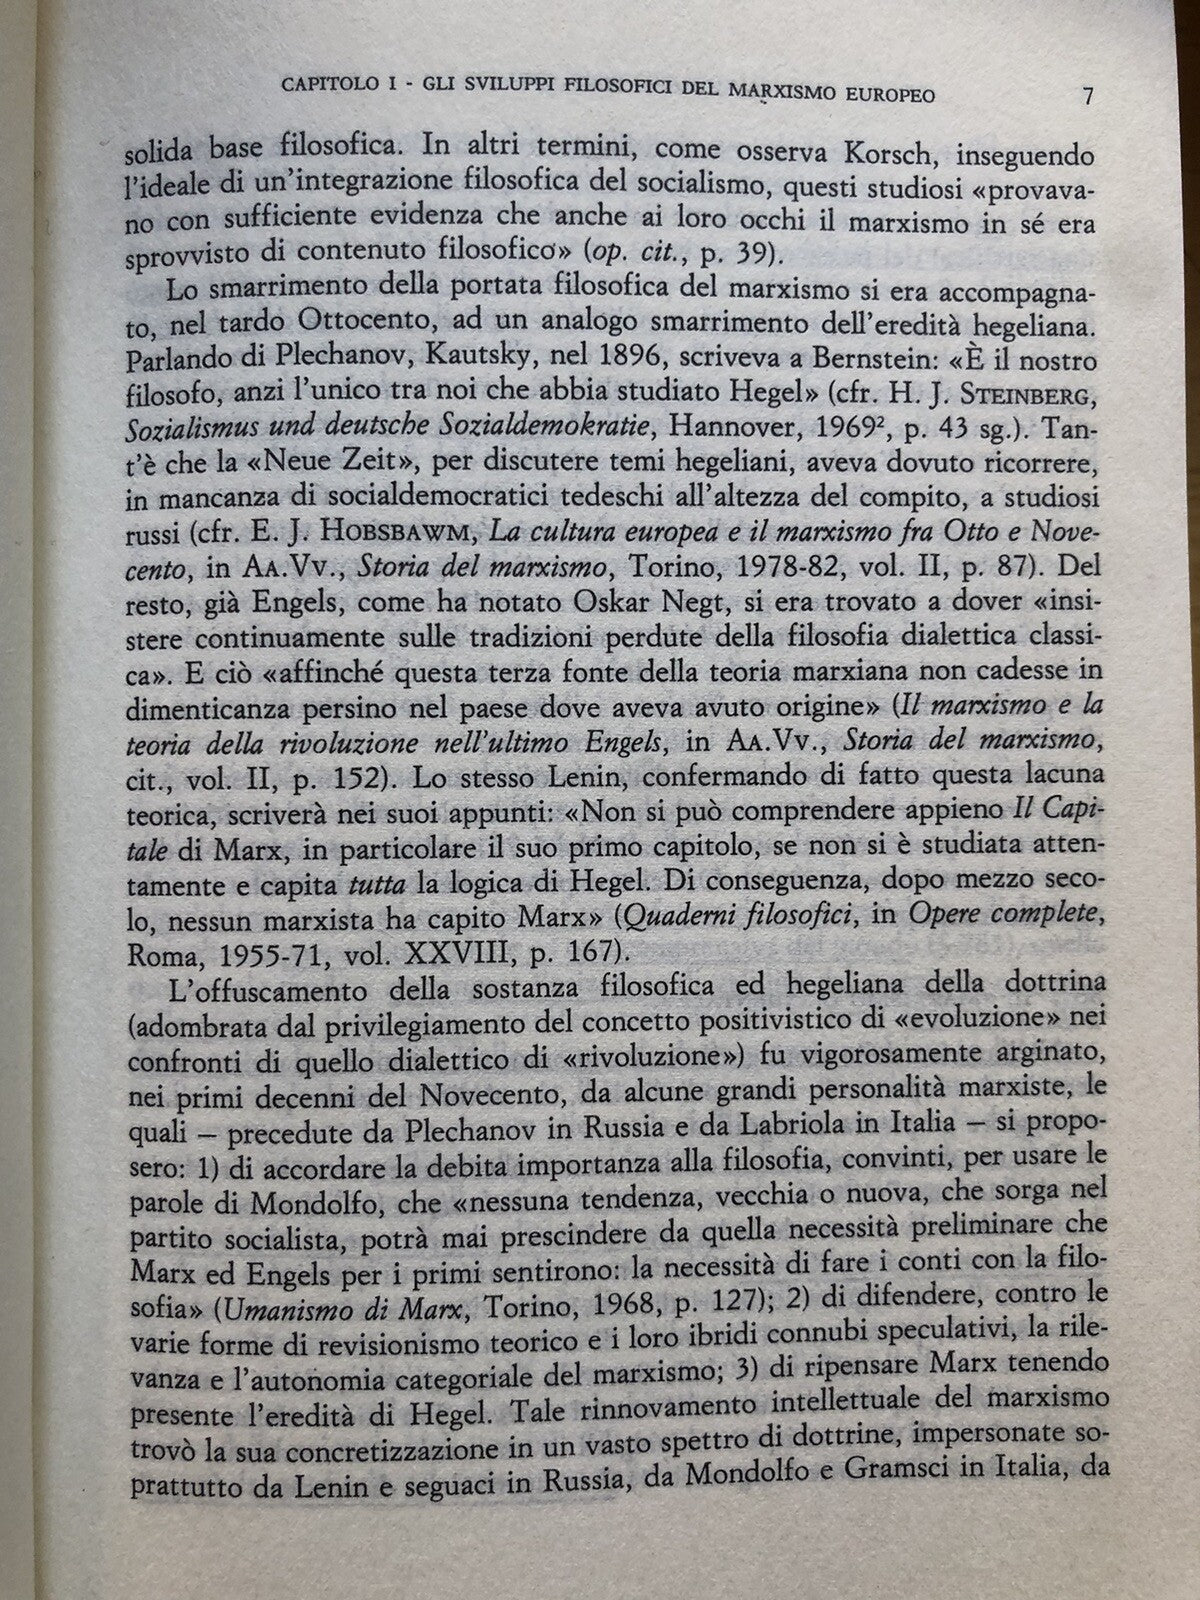 CAPITOLO I - GLI SVILUPPI FILOSOFICI DEL MARXISMO EUROPEO 7
solida base filosofica. In altri termini, come osserva Korsch, inseguendo
l'ideale di un'integrazione filosofica del socialismo, questi studiosi «provava-
no con sufficiente evidenza che anche ai loro occhi il marxismo in sé era
sprovvisto di contenuto filosofico» (op. cit., p. 39).
Lo smarrimento della portata filosofica del marxismo si era accompagna-
to, nel tardo Ottocento, ad un analogo smarrimento dell'eredità hegeliana.
Parlando di Plechanov, Kautsky, nel 1896, scriveva a Bernstein: «È il nostro
filosofo, anzi l'unico tra noi che abbia studiato Hegel» (cfr. H. J. STEINBERG,
Sozialismus und deutsche Sozialdemokratie, Hannover, 1969², p. 43 sg.). Tan-
t'è che la «Neue Zeit», per discutere temi hegeliani, aveva dovuto ricorrere,
in mancanza di socialdemocratici tedeschi all'altezza del compito, a studiosi
russi (cfr. E. J. HOBSBAWM, La cultura europea e il marxismo fra Otto e Nove-
cento, in AA.VV., Storia del marxismo, Torino, 1978-82, vol. II, p. 87). Del
resto, già Engels, come ha notato Oskar Negt, si era trovato a dover «insi-
stere continuamente sulle tradizioni perdute della filosofia dialettica classi-
ca». E ciò «affinché questa terza fonte della teoria marxiana non cadesse in
dimenticanza persino nel paese dove aveva avuto origine» (Il marxismo e la
teoria della rivoluzione nell'ultimo Engels, in AA.VV., Storia del marxismo,
cit., vol. II, p. 152). Lo stesso Lenin, confermando di fatto questa lacuna
teorica, scriverà nei suoi appunti: «Non si può comprendere appieno Il Capi-
tale di Marx, in particolare il suo primo capitolo, se non si è studiata atten-
tamente e capita tutta la logica di Hegel. Di conseguenza, dopo mezzo seco-
lo, nessun marxista ha capito Marx» (Quaderni filosofici, in Opere complete,
Roma, 1955-71, vol. XXVIII, p. 167).
L'offuscamento della sostanza filosofica ed hegeliana della dottrina
(adombrata dal privilegiamento del concetto positivistico di «evoluzione» nei
confronti di quello dialettico di «rivoluzione») fu vigorosamente arginato,
nei primi decenni del Novecento, da alcune grandi personalità marxiste, le
quali – precedute da Plechanov in Russia e da Labriola in Italia – si propo-
sero: 1) di accordare la debita importanza alla filosofia, convinti, per usare le
parole di Mondolfo, che «nessuna tendenza, vecchia o nuova, che sorga nel
partito socialista, potrà mai prescindere da quella necessità preliminare che
Marx ed Engels per i primi sentirono: la necessità di fare i conti con la filo-
sofia» (Umanismo di Marx, Torino, 1968, p. 127); 2) di difendere, contro le
varie forme di revisionismo teorico e i loro ibridi connubi speculativi, la rile-
vanza e l'autonomia categoriale del marxismo; 3) di ripensare Marx tenendo
presente l'eredità di Hegel. Tale rinnovamento intellettuale del marxismo
trovò la sua concretizzazione in un vasto spettro di dottrine, impersonate so-
prattutto da Lenin e seguaci in Russia, da Mondolfo e Gramsci in Italia, da